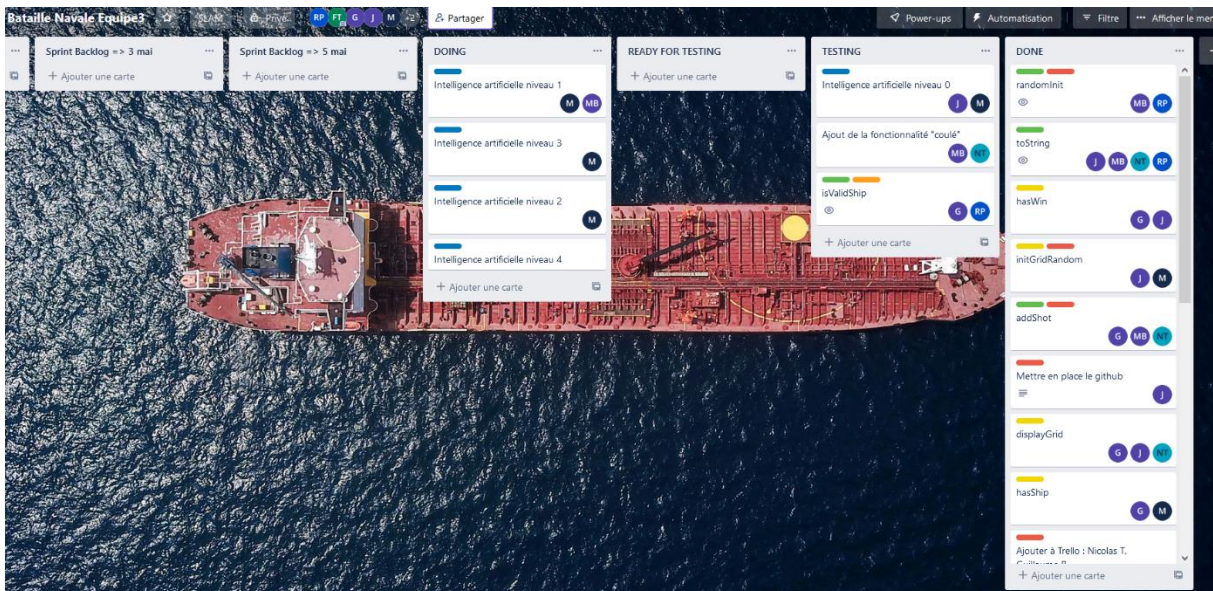 Bataille Navale Equipe3
SLAM
Privé
RP
FT
G
J
M
+2
Partager
Power-ups
Automatisation
Filtre
Afficher le
Sprint Backlog => 3 mai
+ Ajouter une carte
Sprint Backlog => 5 mai
+ Ajouter une carte
DOING
Intelligence artificielle niveau 1
M MB
Intelligence artificielle niveau 3
M
Intelligence artificielle niveau 2
M
Intelligence artificielle niveau 4
+ Ajouter une carte
READY FOR TESTING
+ Ajouter une carte
TESTING
Intelligence artificielle niveau 0
J M
Ajout de la fonctionnalité "coulé"
MB NT
isValidShip
G RP
+ Ajouter une carte
DONE
randomInit
MB RP
toString
J MB NT RP
hasWin
G J
initGridRandom
J M
addShot
G MB NT
Mettre en place le github
J
displayGrid
G J NT
hasShip
G M
Ajouter à Trello : Nicolas T,
+ Ajouter une carte